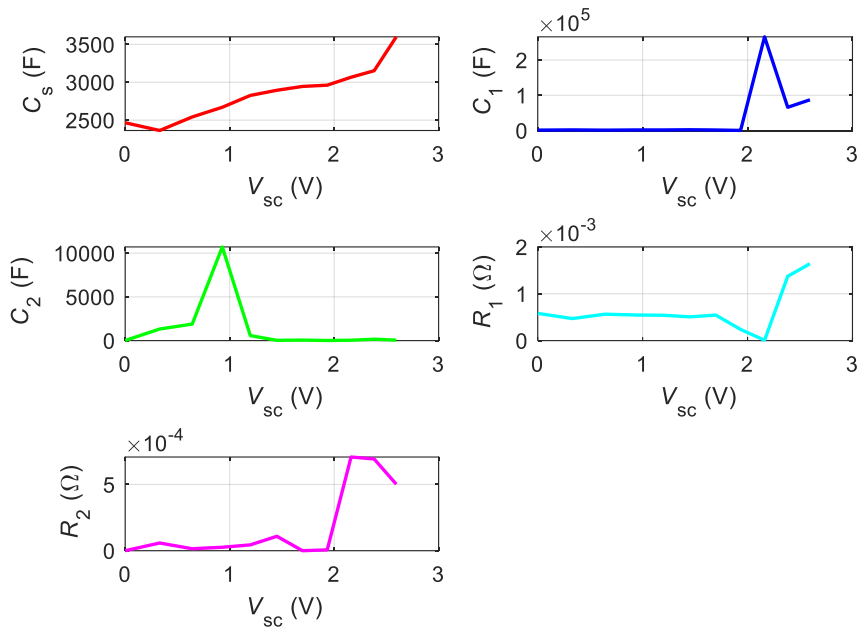 C_s (F)
3500
3000
2500
0 1 2 3
V_sc (V)
×10^5
C_1 (F)
2
1
0
0 1 2 3
V_sc (V)
C_2 (F)
10000
5000
0
0 1 2 3
V_sc (V)
×10^-3
R_1 (Ω)
2
1
0
0 1 2 3
V_sc (V)
×10^-4
R_2 (Ω)
5
0
0 1 2 3
V_sc (V)